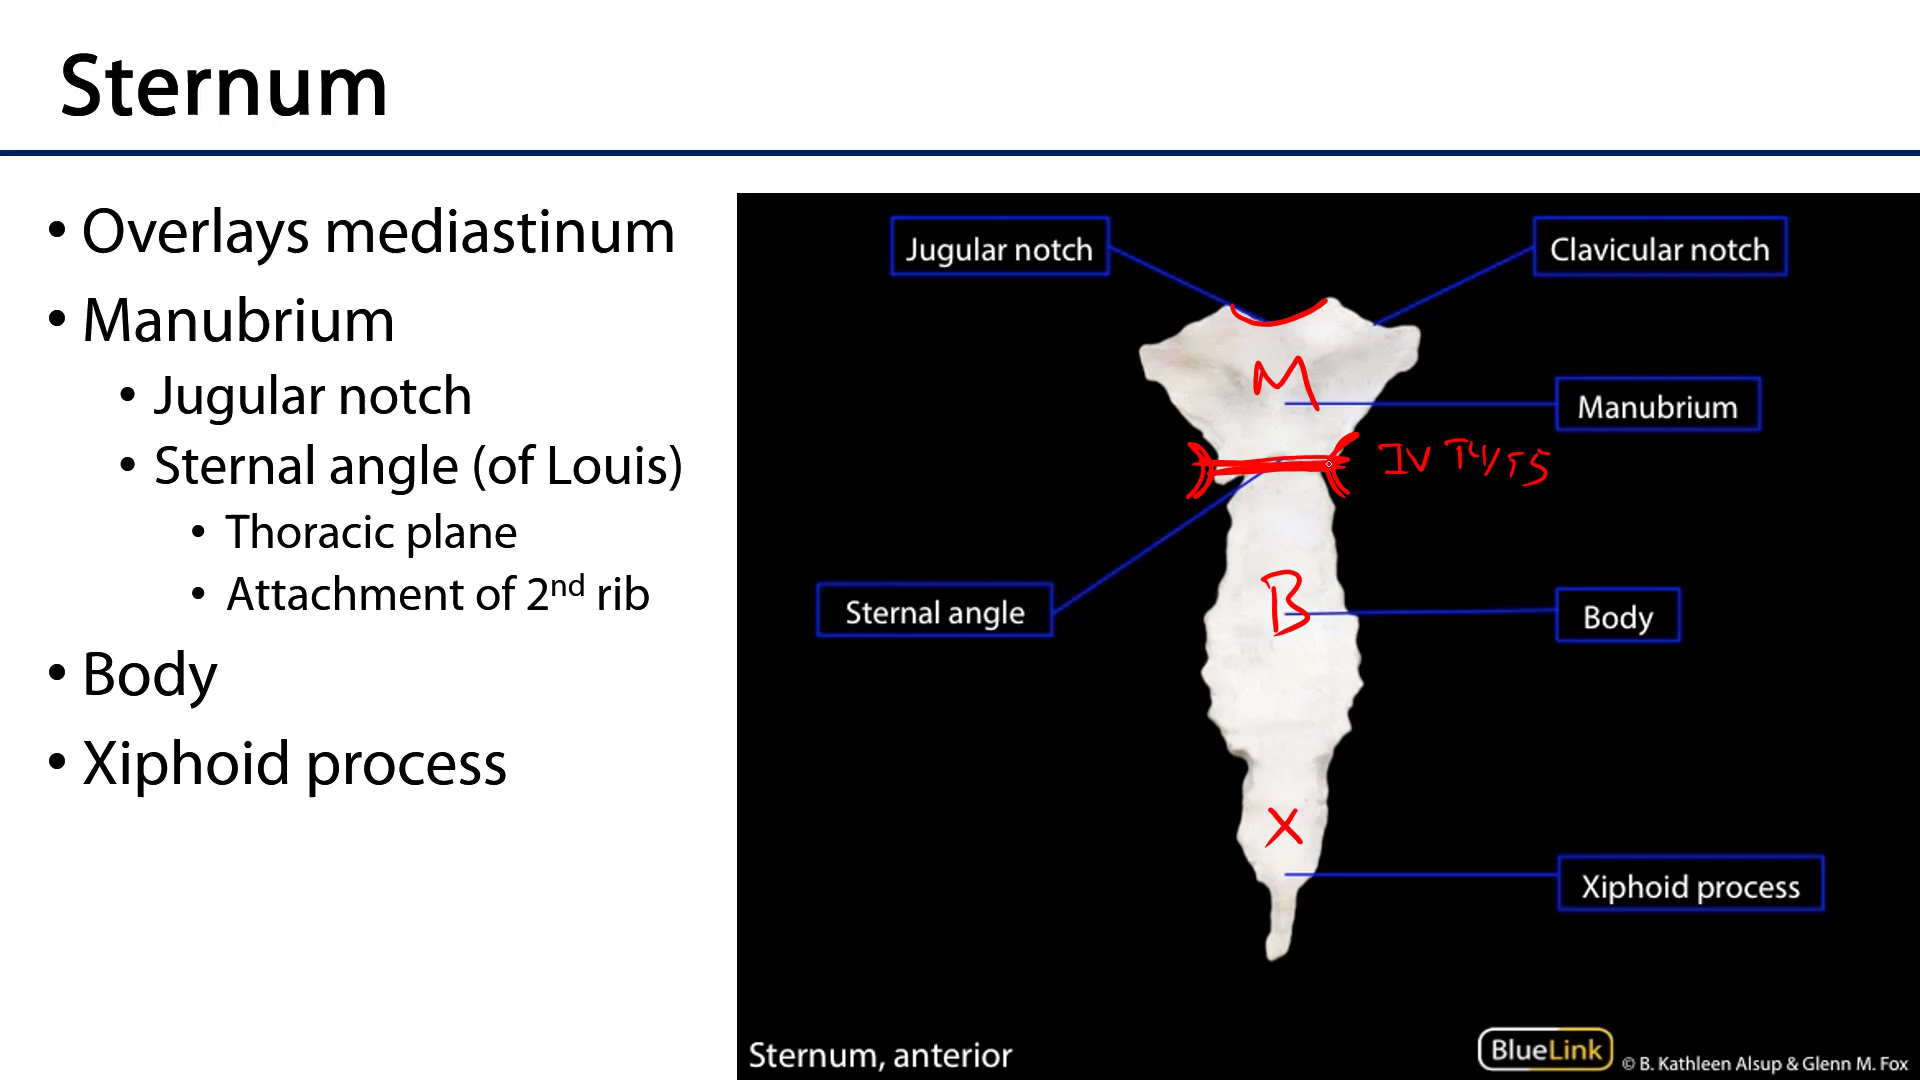 Sternum
• Overlays mediastinum
• Manubrium
• Jugular notch
• Sternal angle (of Louis)
• Thoracic plane
• Attachment of 2nd rib
• Body
• Xiphoid process
Jugular notch
Clavicular notch
M
Manubrium
IV T4/T5
B
Sternal angle
Body
X
Xiphoid process
Sternum, anterior
BlueLink
© B. Kathleen Alsup & Glenn M. Fox